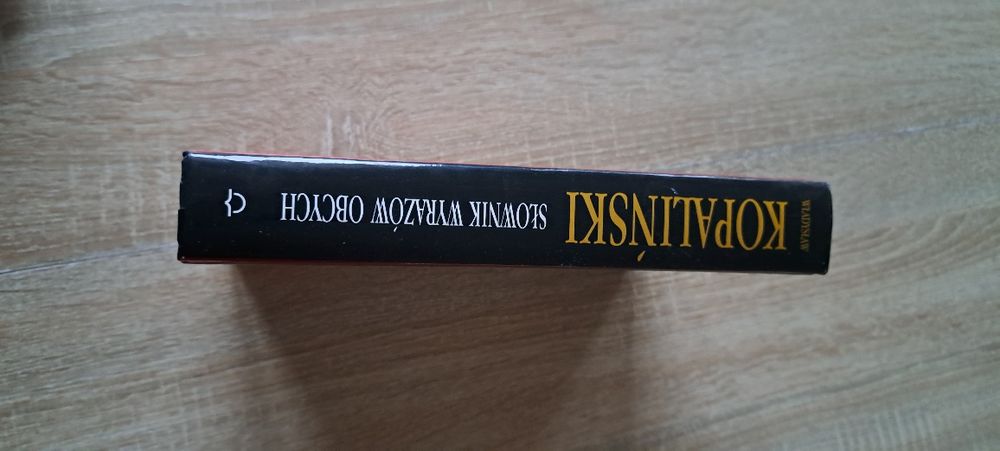 WŁADYSŁAW
KOPALIŃSKI
SŁOWNIK WYRAZÓW OBCYCH